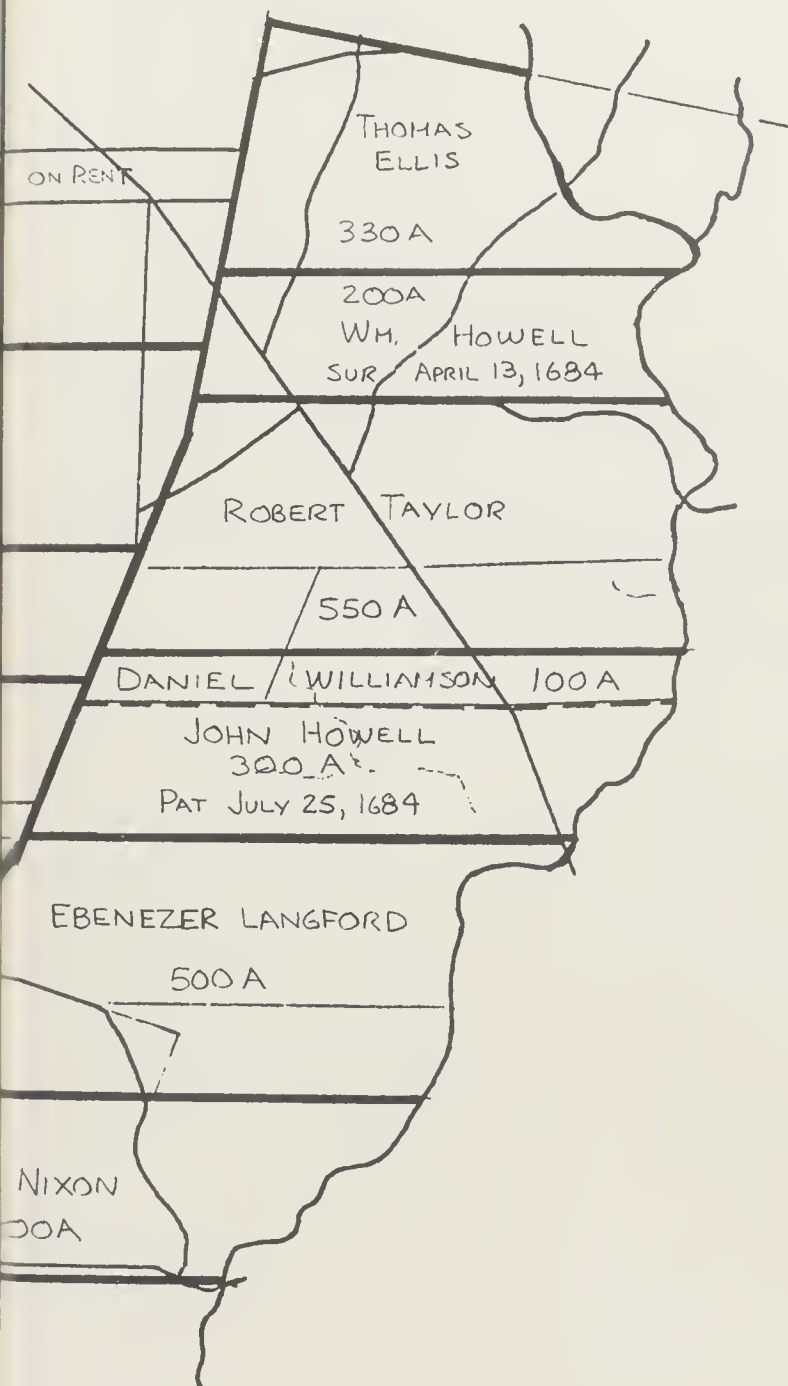 THOMAS
ELLIS
ON RENT
330 A
200A
WM. HOWELL
SUR APRIL 13, 1684
ROBERT TAYLOR
550 A
DANIEL WILLIAMSON 100 A
JOHN HOWELL
300 A
PAT JULY 25, 1684
EBENEZER LANGFORD
500 A
NIXON
00A